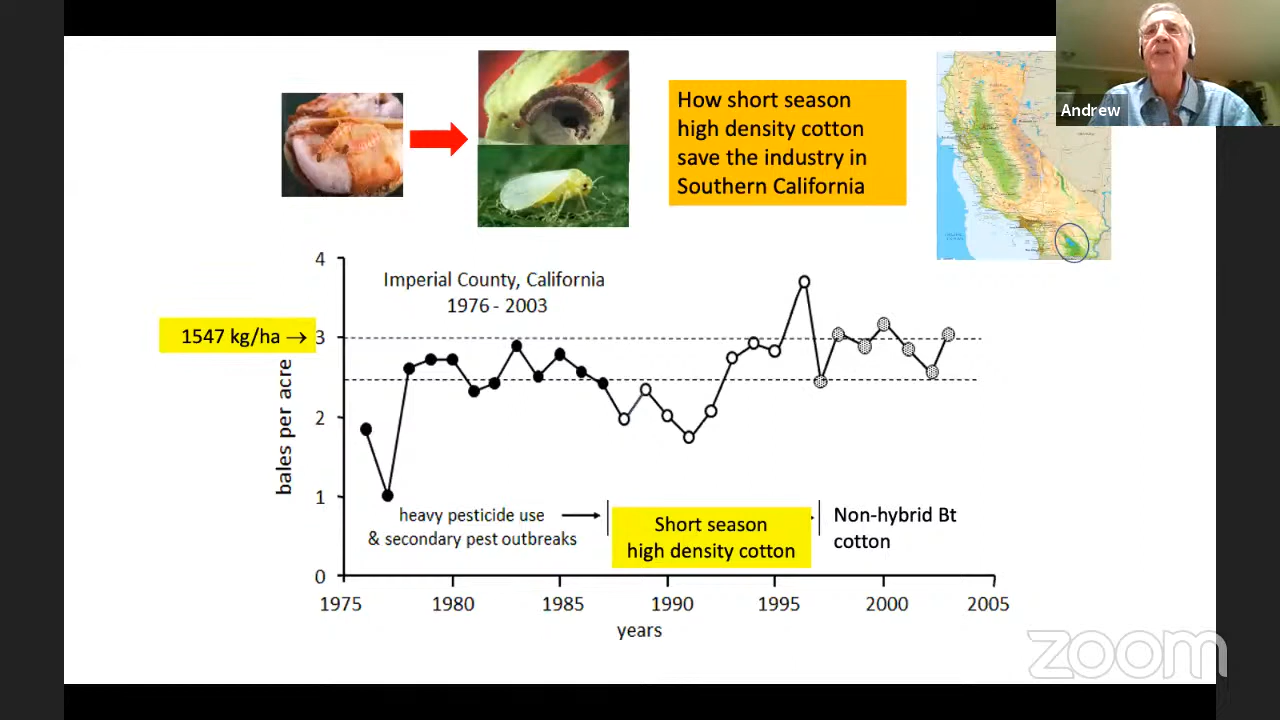 How short season
high density cotton
save the industry in
Southern California
Andrew
Imperial County, California
1976 - 2003
1547 kg/ha →
bales per acre
4
3
2
1
0
heavy pesticide use
& secondary pest outbreaks
Short season
high density cotton
Non-hybrid Bt
cotton
1975
1980
1985
1990
1995
2000
2005
years
zoom